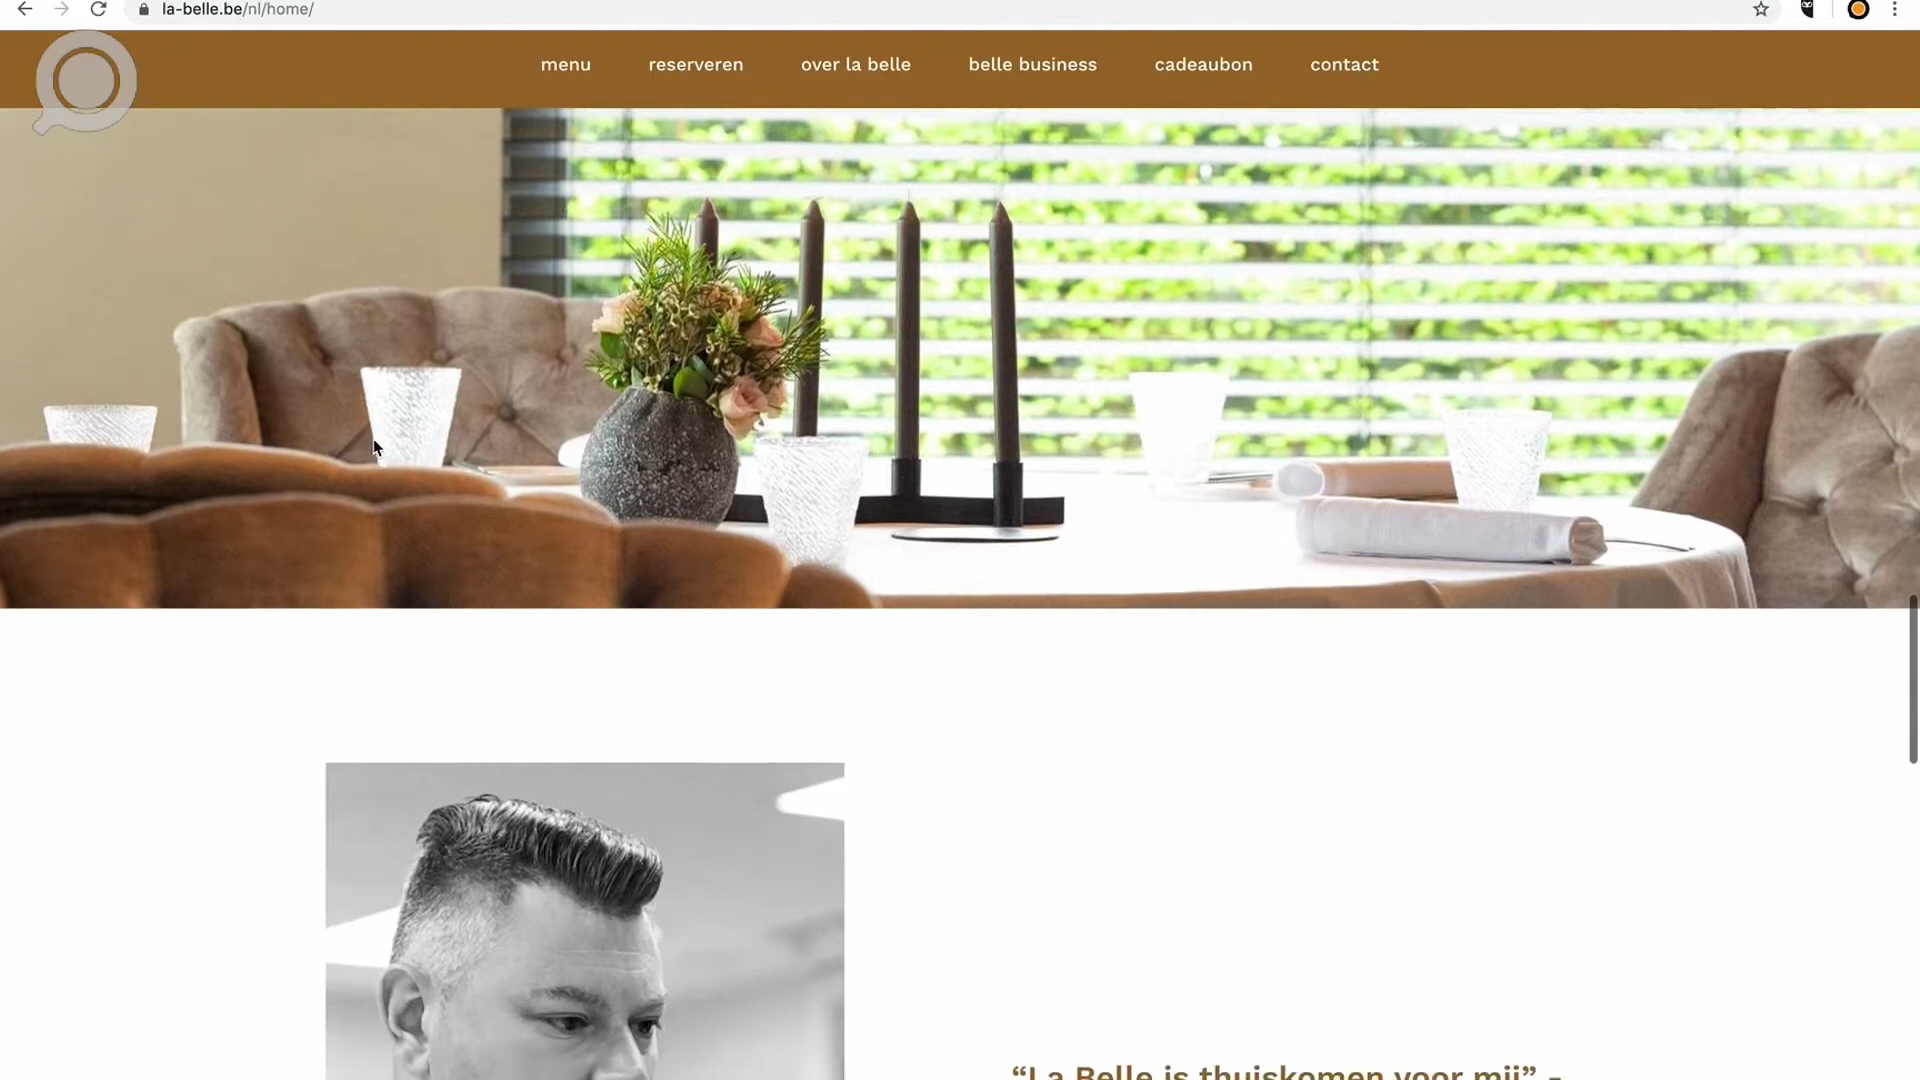 la-belle.be/nl/home/
menu reserveren over la belle belle business cadeaubon contact
“La Belle is thuiskomen voor mij” -